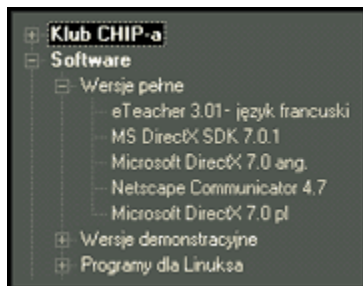 Klub CHIP-a
Software
Wersje pełne
eTeacher 3.01- język francuski
MS DirectX SDK 7.0.1
Microsoft DirectX 7.0 ang.
Netscape Communicator 4.7
Microsoft DirectX 7.0 pl
Wersje demonstracyjne
Programy dla Linuksa